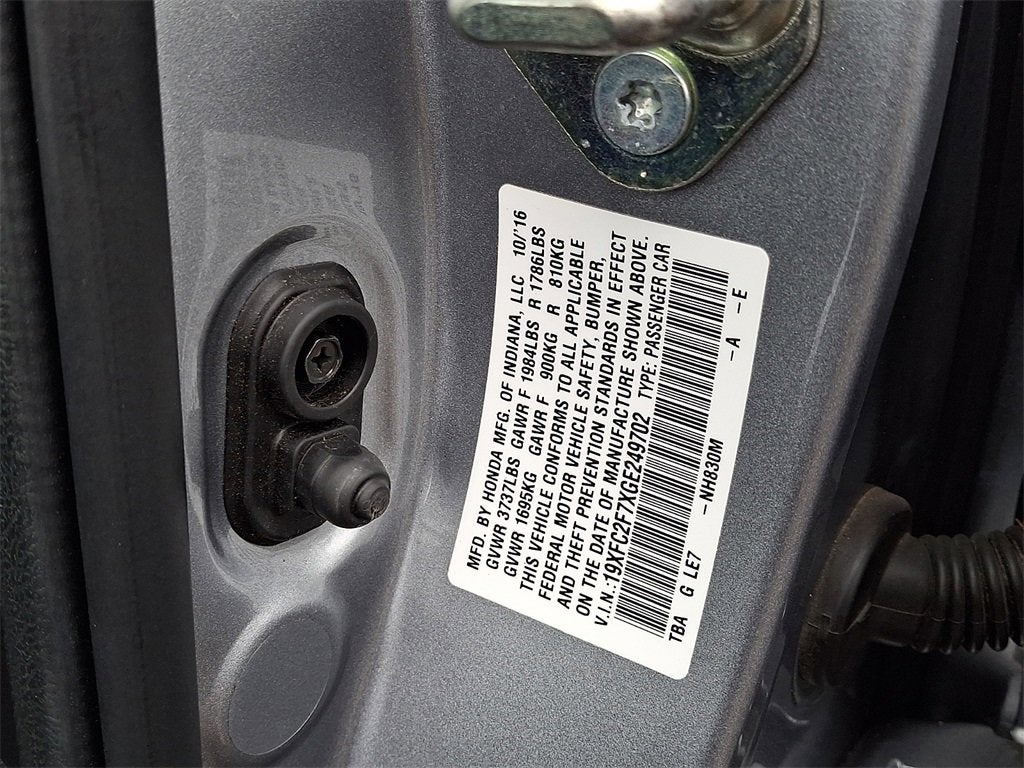 MFD. BY HONDA MFG. OF INDIANA, LLC 10/'16
GVWR 3737LBS GAWR F 1984LBS R 1786LBS
GVWR 1695KG GAWR F 900KG R 810KG
THIS VEHICLE CONFORMS TO ALL APPLICABLE
FEDERAL MOTOR VEHICLE SAFETY, BUMPER,
AND THEFT PREVENTION STANDARDS IN EFFECT
ON THE DATE OF MANUFACTURE SHOWN ABOVE.
V.I.N.:19XFC2F7XGE249702 TYPE: PASSENGER CAR
TBA G LE7 -NH830M -A -E